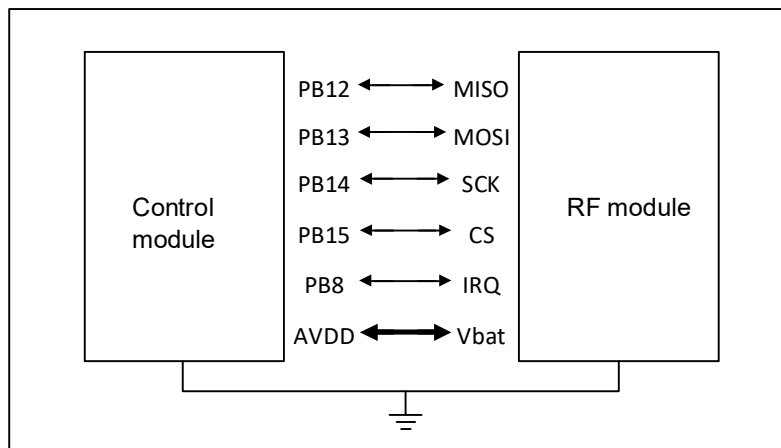 PB12 MISO
PB13 MOSI
PB14 SCK
Control
module
RF module
PB15 CS
PB8 IRQ
AVDD Vbat